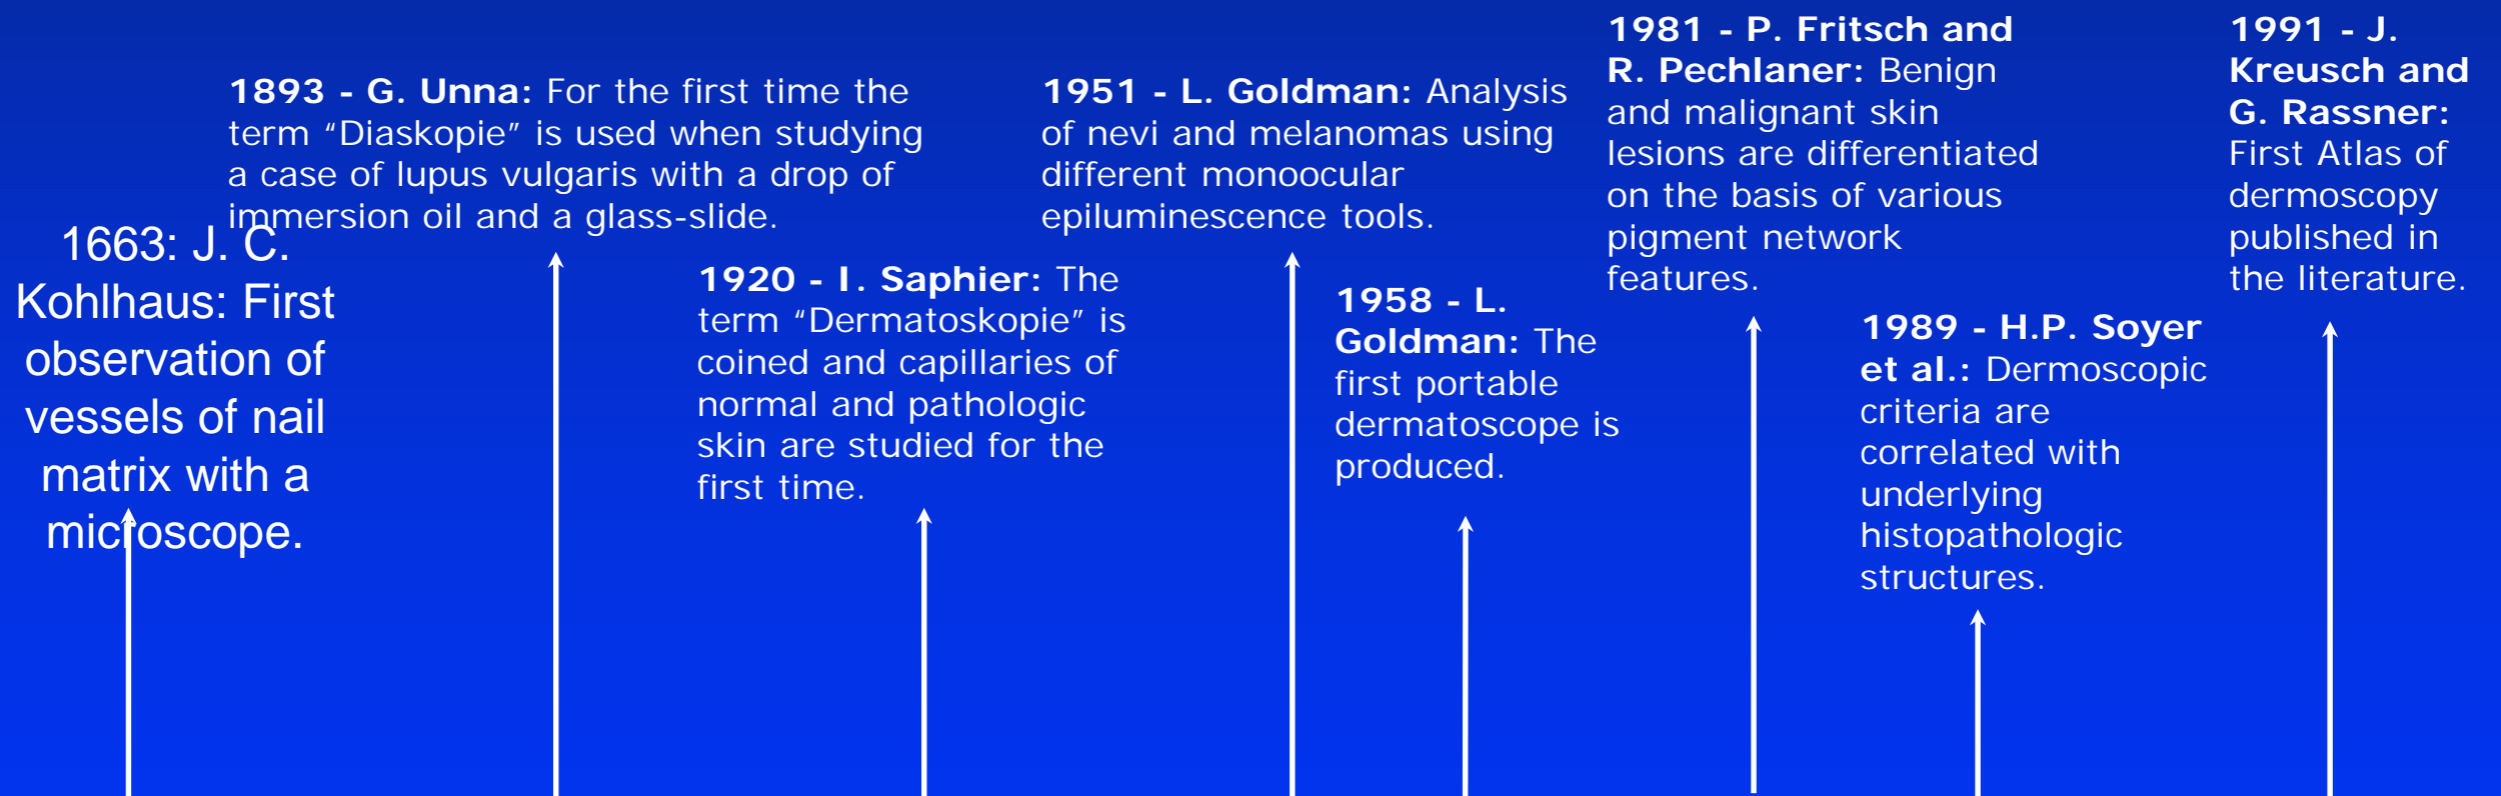 1663: J. C.
Kohlhaus: First
observation of
vessels of nail
matrix with a
microscope.
1893 - G. Unna: For the first time the
term “Diaskopie” is used when studying
a case of lupus vulgaris with a drop of
immersion oil and a glass-slide.
1920 - I. Saphier: The
term “Dermatoskopie” is
coined and capillaries of
normal and pathologic
skin are studied for the
first time.
1951 - L. Goldman: Analysis
of nevi and melanomas using
different monoocular
epiluminescence tools.
1958 - L.
Goldman: The
first portable
dermatoscope is
produced.
1981 - P. Fritsch and
R. Pechlaner: Benign
and malignant skin
lesions are differentiated
on the basis of various
pigment network
features.
1989 - H.P. Soyer
et al.: Dermoscopic
criteria are
correlated with
underlying
histopathologic
structures.
1991 - J.
Kreusch and
G. Rassner:
First Atlas of
dermoscopy
published in
the literature.